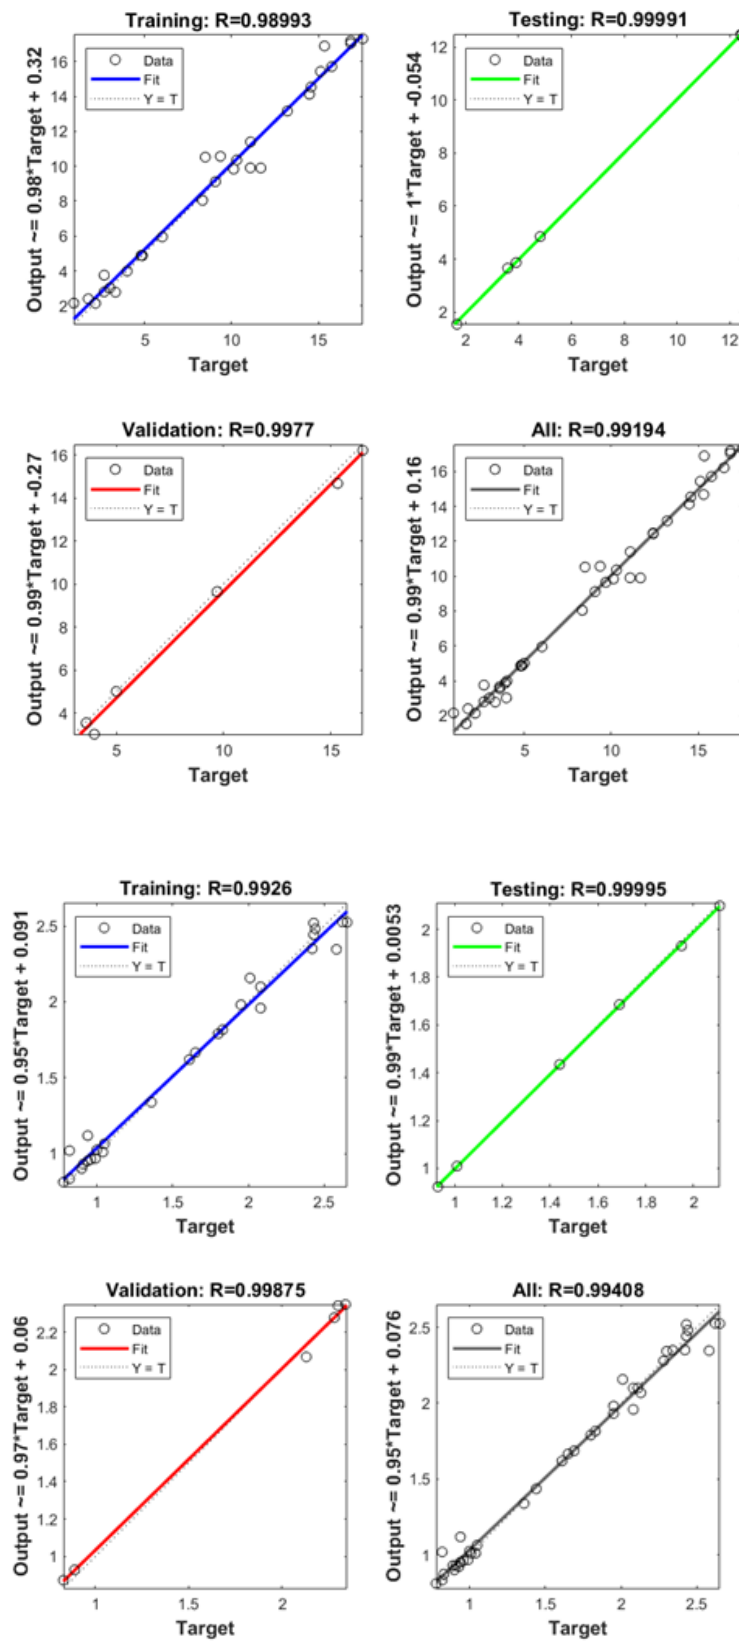 Training: R=0.98993
Output ~= 0.98*Target + 0.32
16
14
12
10
8
6
4
2
Data
Fit
Y = T
5
10
15
Target
Testing: R=0.99991
Output ~= 1*Target + -0.054
12
10
8
6
4
2
Data
Fit
Y = T
2
4
6
8
10
12
Target
Validation: R=0.9977
Output ~= 0.99*Target + -0.27
16
14
12
10
8
6
4
Data
Fit
Y = T
5
10
15
Target
All: R=0.99194
Output ~= 0.99*Target + 0.16
16
14
12
10
8
6
4
2
Data
Fit
Y = T
5
10
15
Target
Training: R=0.9926
Output ~= 0.95*Target + 0.091
2.5
2
1.5
1
Data
Fit
Y = T
1
1.5
2
2.5
Target
Testing: R=0.99995
Output ~= 0.99*Target + 0.0053
2
1.8
1.6
1.4
1.2
1
Data
Fit
Y = T
1
1.2
1.4
1.6
1.8
2
Target
Validation: R=0.99875
Output ~= 0.97*Target + 0.06
2.2
2
1.8
1.6
1.4
1.2
1
Data
Fit
Y = T
1
1.5
2
Target
All: R=0.99408
Output ~= 0.95*Target + 0.076
2.5
2
1.5
1
Data
Fit
Y = T
1
1.5
2
2.5
Target